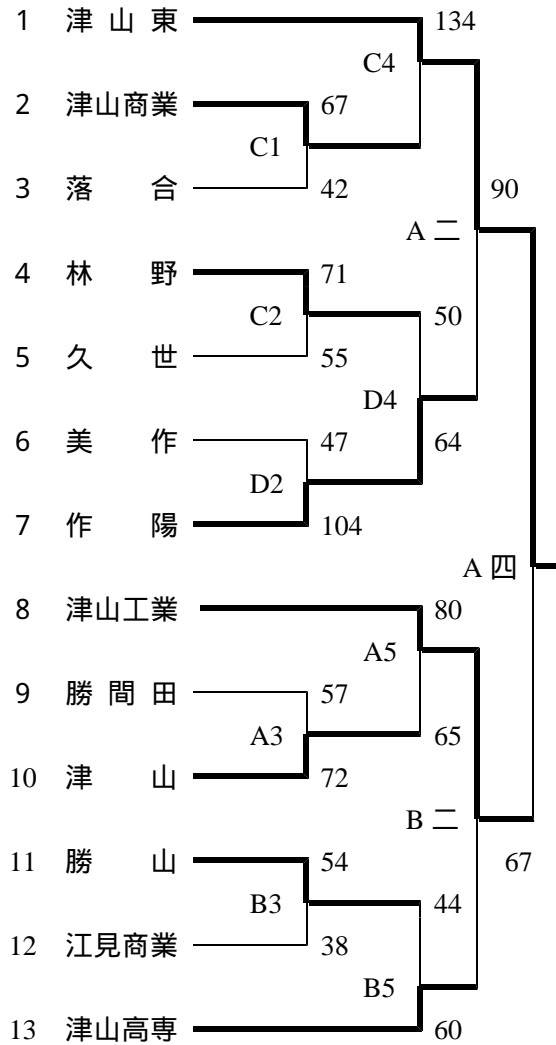 1 津 山 東 134
C4
2 津山商業 67
C1
3 落 合 42 90
A 二
4 林 野 71
C2 50
5 久 世 55
D4
6 美 作 47 64
D2
7 作 陽 104
A 四
8 津山工業 80
A5
9 勝 間 田 57
A3 65
10 津 山 72
B 二
11 勝 山 54 67
B3 44
12 江見商業 38
B5
13 津山高専 60